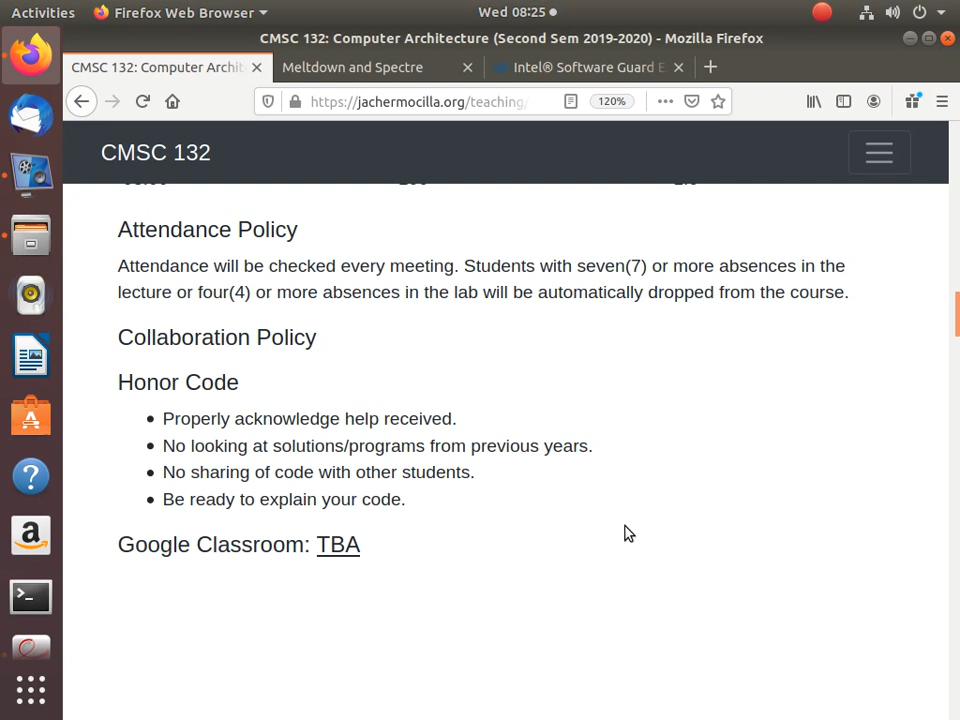 Activities Firefox Web Browser Wed 08:25
CMSC 132: Computer Architecture (Second Sem 2019-2020) - Mozilla Firefox
CMSC 132: Computer Archit Meltdown and Spectre Intel® Software Guard E
https://jachermocilla.org/teaching/ 120%
CMSC 132
Attendance Policy
Attendance will be checked every meeting. Students with seven(7) or more absences in the
lecture or four(4) or more absences in the lab will be automatically dropped from the course.
Collaboration Policy
Honor Code
Properly acknowledge help received.
No looking at solutions/programs from previous years.
No sharing of code with other students.
Be ready to explain your code.
Google Classroom: TBA